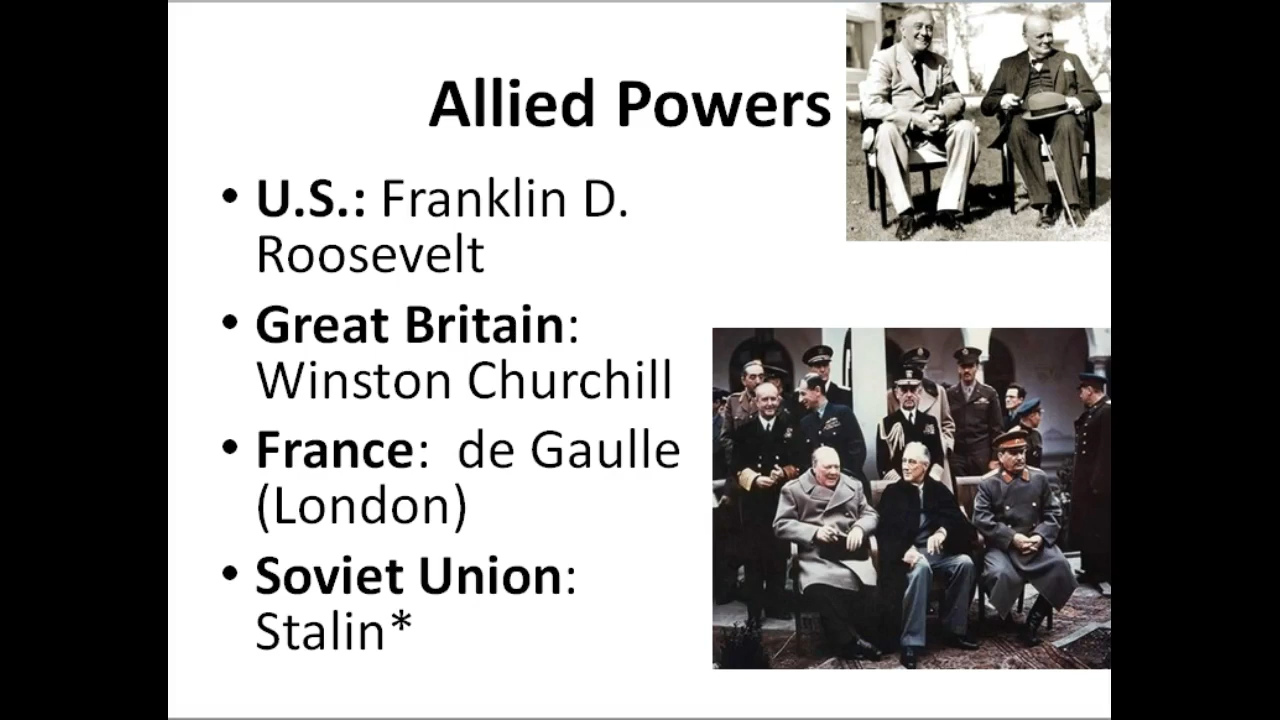 Allied Powers
• U.S.: Franklin D.
Roosevelt
• Great Britain:
Winston Churchill
• France:  de Gaulle
(London)
• Soviet Union:
Stalin*